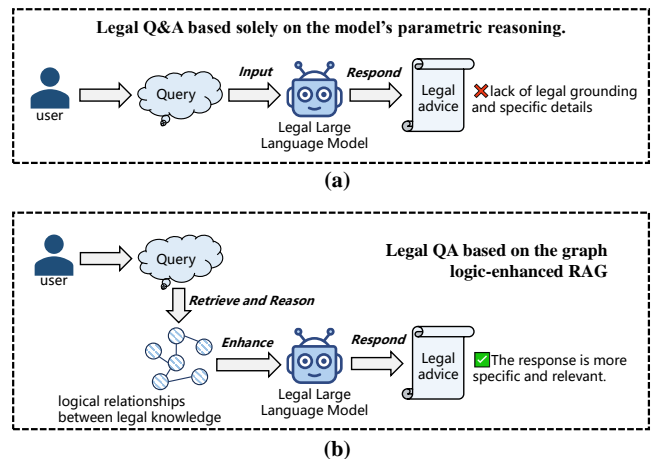 Legal Q&A based solely on the model's parametric reasoning.
user
Query
Input
Legal Large
Language Model
Respond
Legal
advice
❌lack of legal grounding
and specific details
(a)
Legal QA based on the graph
logic-enhanced RAG
user
Query
Retrieve and Reason
logical relationships
between legal knowledge
Enhance
Legal Large
Language Model
Respond
Legal
advice
✅The response is more
specific and relevant.
(b)